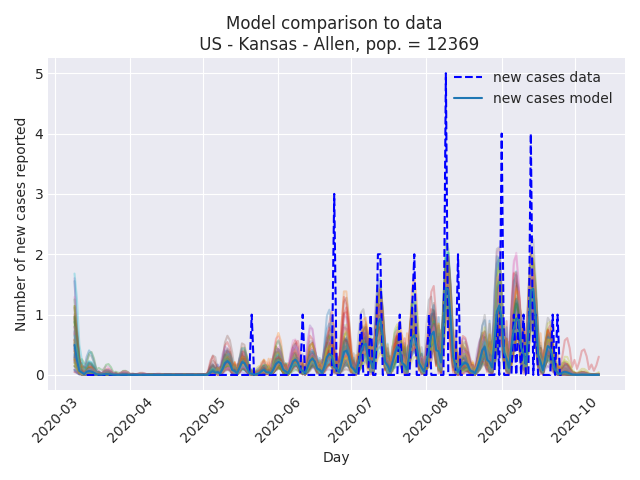 Model comparison to data
US - Kansas - Allen, pop. = 12369
new cases data
new cases model
Number of new cases reported
5
4
3
2
1
0
2020-03
2020-04
2020-05
2020-06
2020-07
2020-08
2020-09
2020-10
Day